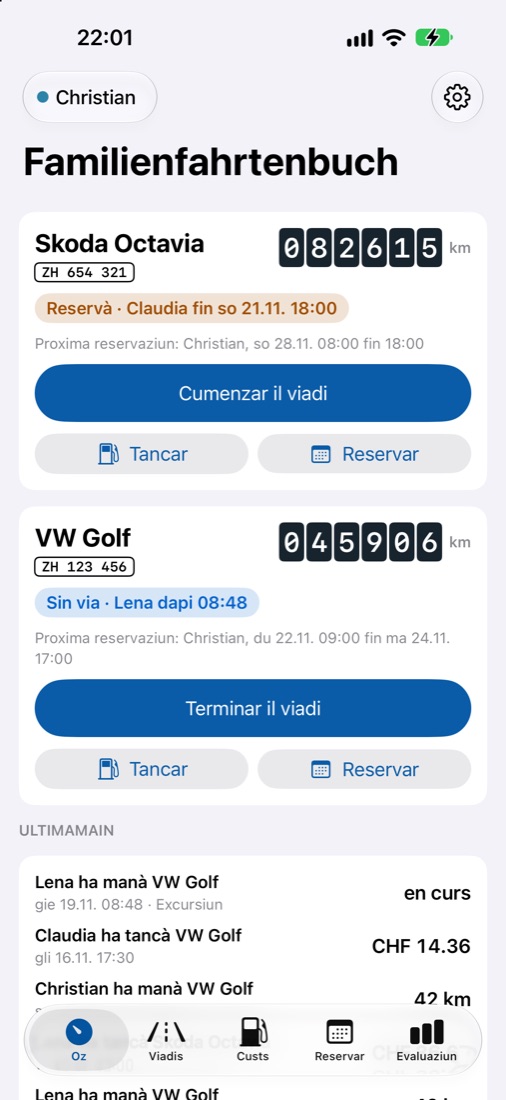 22:01
Christian
Familienfahrtenbuch
Skoda Octavia
082615 km
ZH 654 321
Reservà · Claudia fin so 21.11. 18:00
Proxima reservaziun: Christian, so 28.11. 08:00 fin 18:00
Cumenzar il viadi
Tancar
Reservar
VW Golf
045906 km
ZH 123 456
Sin via · Lena dapi 08:48
Proxima reservaziun: Christian, du 22.11. 09:00 fin ma 24.11.
17:00
Terminar il viadi
Tancar
Reservar
ULTIMAMAIN
Lena ha manà VW Golf
en curs
gie 19.11. 08:48 · Excursiun
Claudia ha tancà VW Golf
CHF 14.36
gli 16.11. 17:30
Christian ha manà VW Golf
42 km
Oz
Viadis
Custs
Reservar
Evaluaziun
Lena ha manà VW Golf